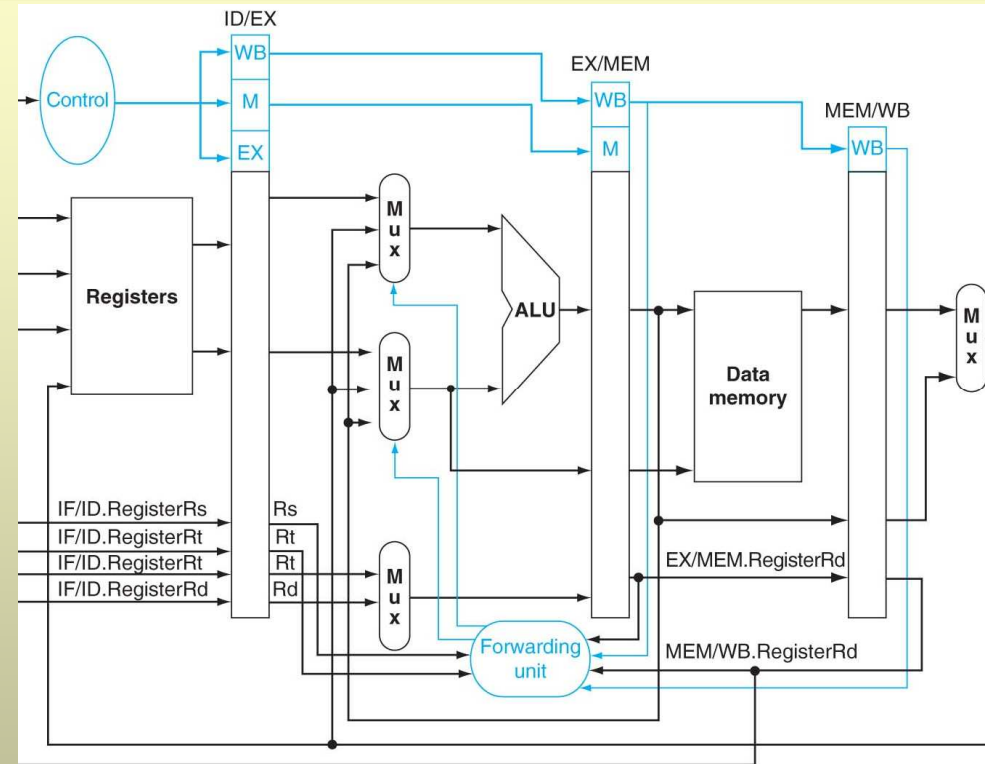 ID/EX
WB
EX/MEM
Control
M
WB
MEM/WB
EX
M
WB
M
u
x
Registers
ALU
M
u
x
M
u
x
Data
memory
IF/ID.RegisterRs
Rs
IF/ID.RegisterRt
Rt
IF/ID.RegisterRt
Rt
IF/ID.RegisterRd
Rd
M
u
x
EX/MEM.RegisterRd
Forwarding
unit
MEM/WB.RegisterRd